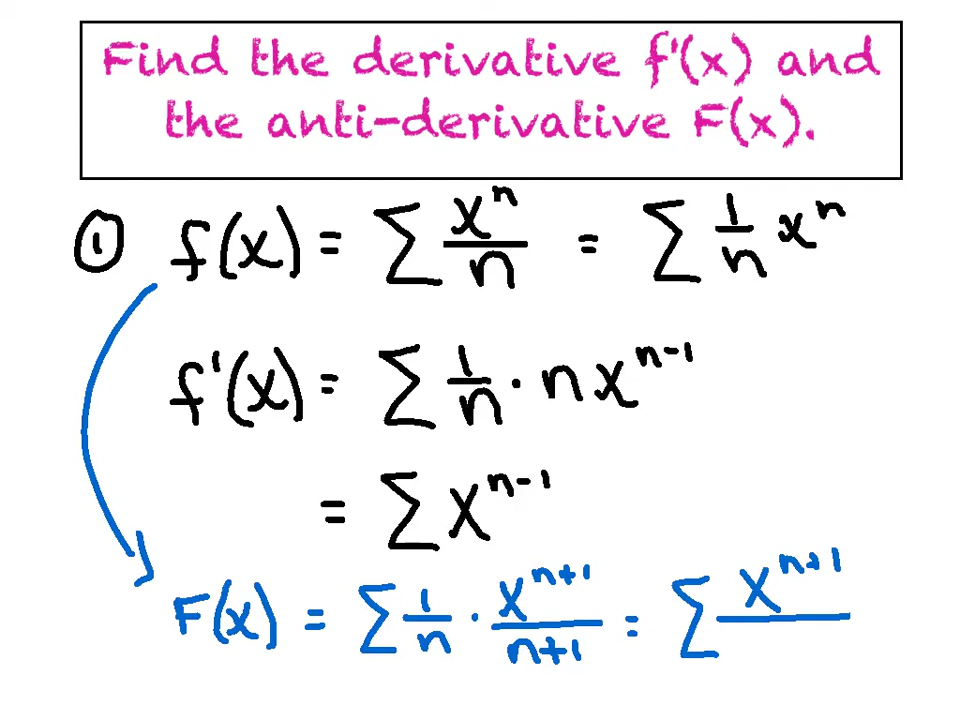 Find the derivative f'(x) and
the anti-derivative F(x).
① f(x) = ∑ xⁿ/n = ∑ 1/n xⁿ
f'(x) = ∑ 1/n · n xⁿ⁻¹
= ∑ xⁿ⁻¹
F(x) = ∑ 1/n · xⁿ⁺¹/(n+1) = ∑ xⁿ⁺¹/